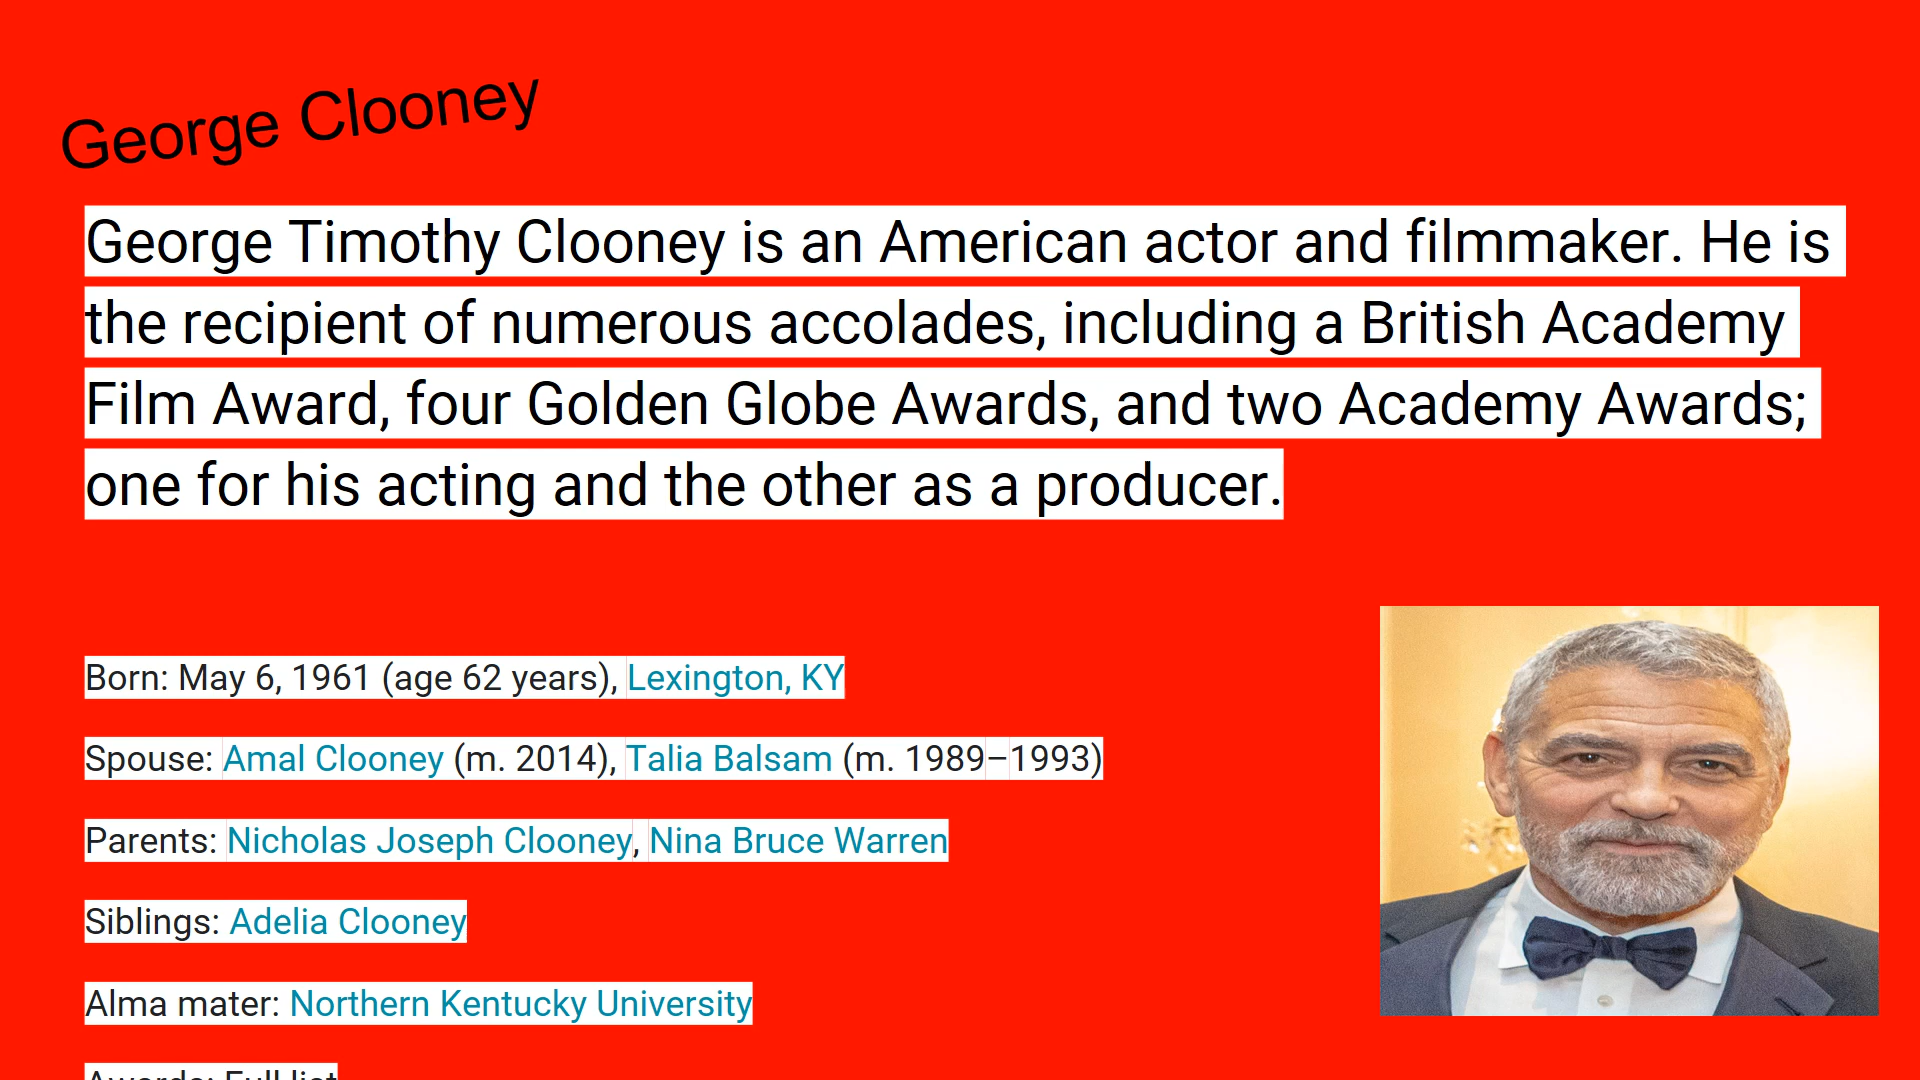 George Clooney
George Timothy Clooney is an American actor and filmmaker. He is
the recipient of numerous accolades, including a British Academy
Film Award, four Golden Globe Awards, and two Academy Awards;
one for his acting and the other as a producer.
Born: May 6, 1961 (age 62 years), Lexington, KY
Spouse: Amal Clooney (m. 2014), Talia Balsam (m. 1989–1993)
Parents: Nicholas Joseph Clooney, Nina Bruce Warren
Siblings: Adelia Clooney
Alma mater: Northern Kentucky University
Awards: Full list